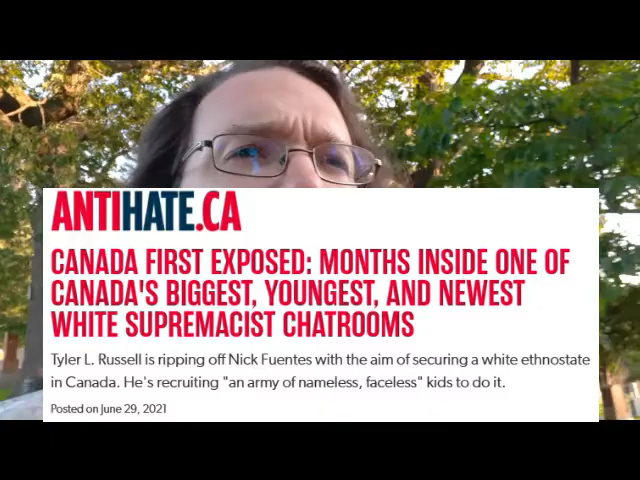 ANTIHATE.CA
CANADA FIRST EXPOSED: MONTHS INSIDE ONE OF
CANADA'S BIGGEST, YOUNGEST, AND NEWEST
WHITE SUPREMACIST CHATROOMS
Tyler L. Russell is ripping off Nick Fuentes with the aim of securing a white ethnostate
in Canada. He's recruiting "an army of nameless, faceless" kids to do it.
Posted on June 29, 2021